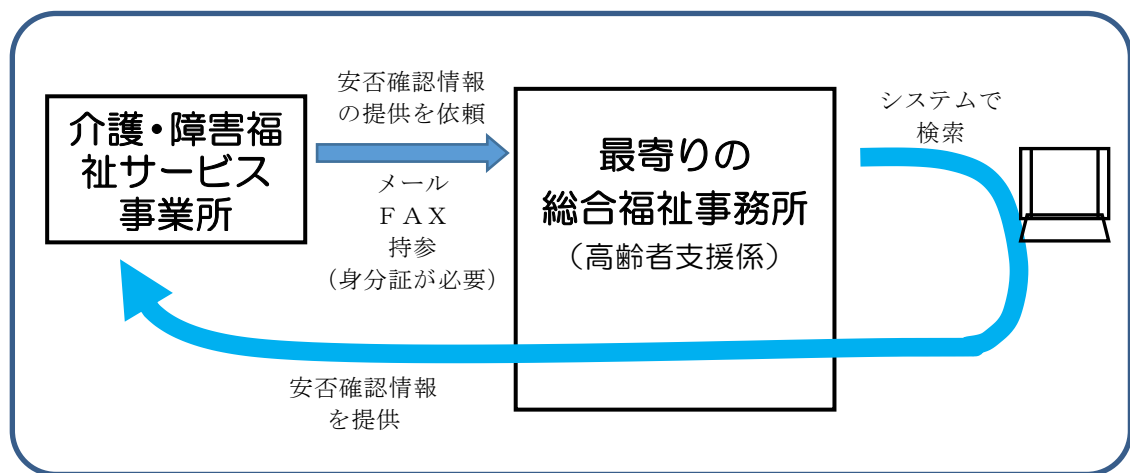 介護・障害福
祉サービス
事業所
安否確認情報
の提供を依頼
メール
ＦＡＸ
持参
（身分証が必要）
最寄りの
総合福祉事務所
（高齢者支援係）
システムで
検索
安否確認情報
を提供